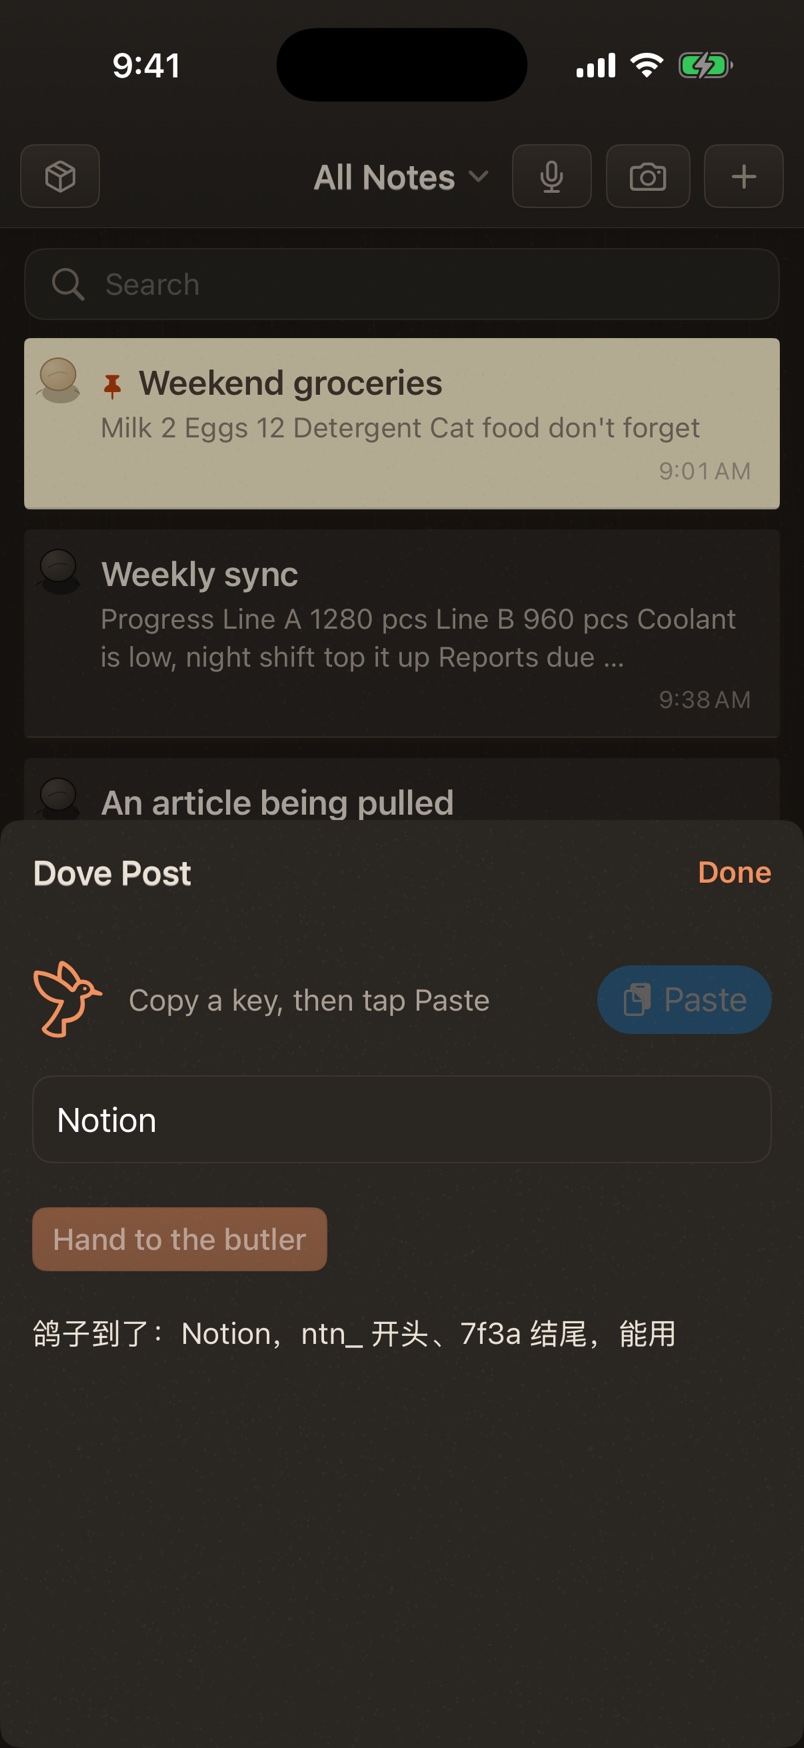 9:41
All Notes
Search
Weekend groceries
Milk 2 Eggs 12 Detergent Cat food don't forget
9:01 AM
Weekly sync
Progress Line A 1280 pcs Line B 960 pcs Coolant
is low, night shift top it up Reports due ...
9:38 AM
An article being pulled
Dove Post
Done
Copy a key, then tap Paste
Paste
Notion
Hand to the butler
鸽子到了：Notion，ntn_ 开头、7f3a 结尾，能用